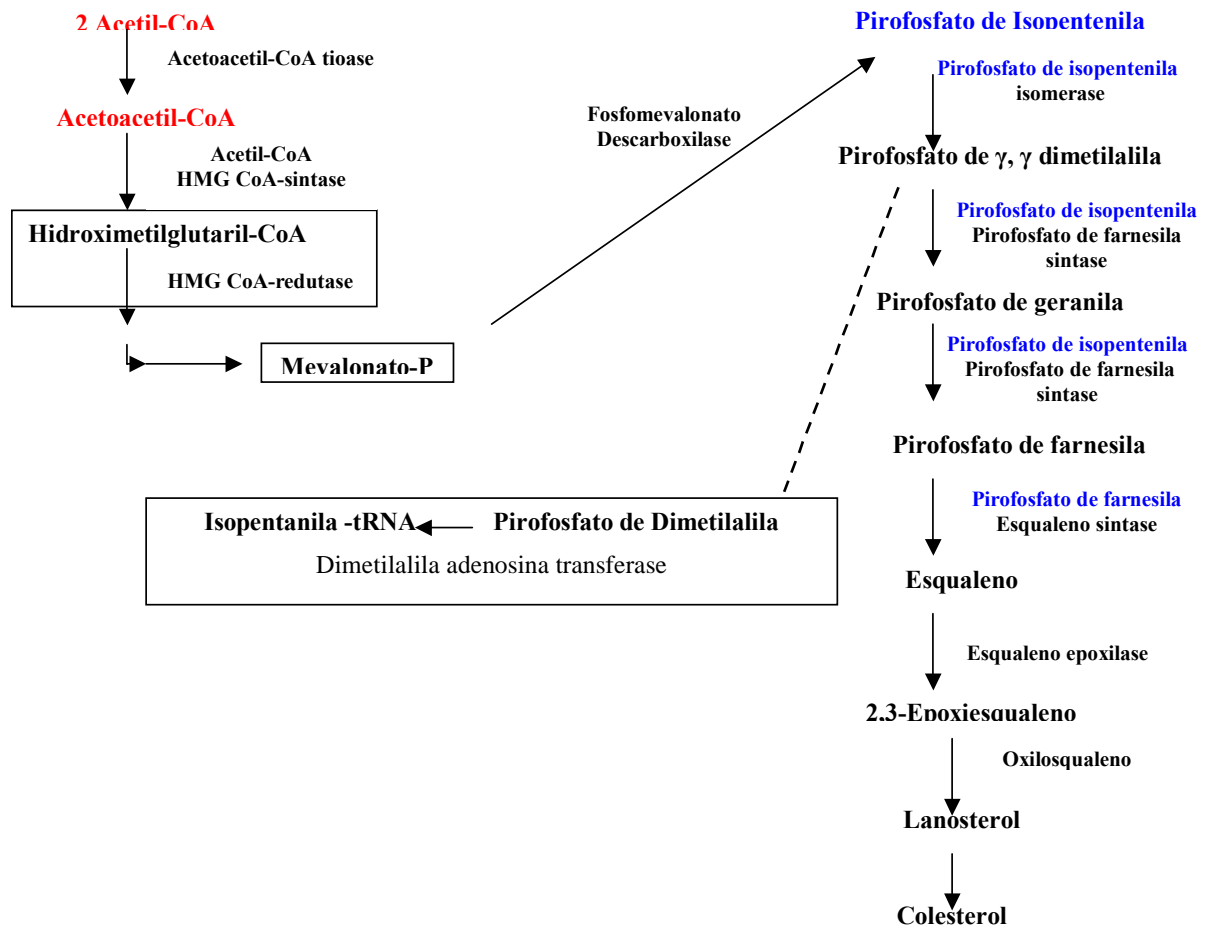 2 Acetil-CoA
Acetoacetil-CoA tioase
Acetoacetil-CoA
Acetil-CoA
HMG CoA-sintase
Hidroximetilglutaril-CoA
HMG CoA-redutase
Mevalonato-P
Fosfomevalonato
Descarboxilase
Pirofosfato de Isopentenila
Pirofosfato de isopentenila
isomerase
Pirofosfato de γ, γ dimetilalila
Pirofosfato de isopentenila
Pirofosfato de farnesila
sintase
Pirofosfato de geranila
Pirofosfato de isopentenila
Pirofosfato de farnesila
sintase
Pirofosfato de farnesila
Pirofosfato de farnesila
Esqualeno sintase
Isopentanila -tRNA
Pirofosfato de Dimetilalila
Dimetilalila adenosina transferase
Esqualeno
Esqualeno epoxilase
2,3-Epoxiesqualeno
Oxilosqualeno
Lanosterol
Colesterol